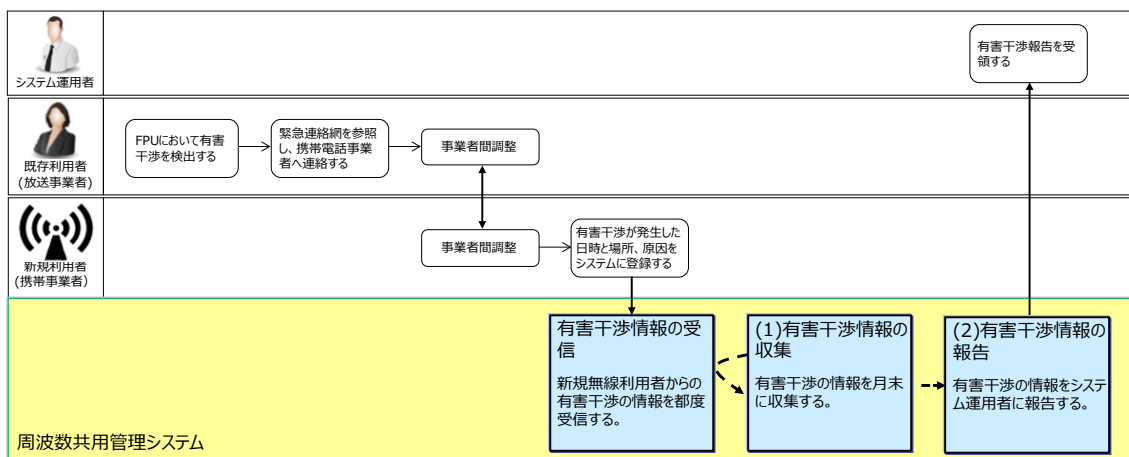 システム運用者
有害干渉報告を受
領する
FPUにおいて有害
干渉を検出する
緊急連絡網を参照
し、携帯電話事業
者へ連絡する
事業者間調整
既存利用者
(放送事業者)
事業者間調整
有害干渉が発生した
日時と場所、原因を
システムに登録する
新規利用者
(携帯事業者)
有害干渉情報の受
信
新規無線利用者からの
有害干渉の情報を都度
受信する。
(1)有害干渉情報の
収集
有害干渉の情報を月末
に収集する。
(2)有害干渉情報の
報告
有害干渉の情報をシステ
ム運用者に報告する。
周波数共用管理システム